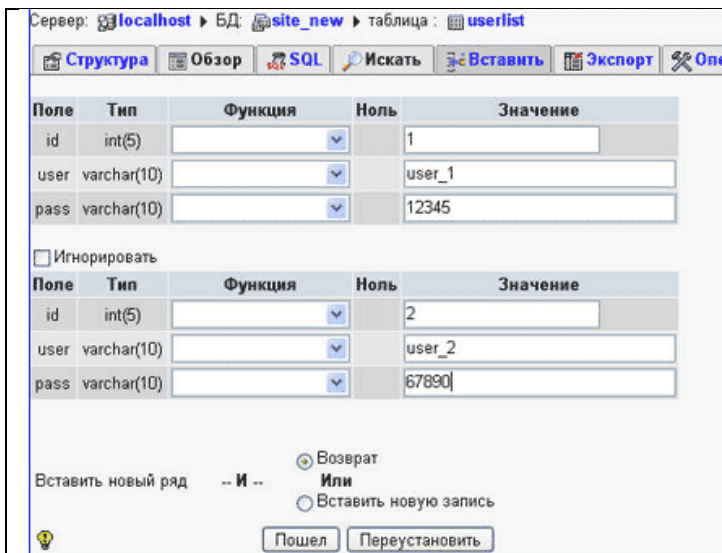 Сервер: localhost ▸ БД: site_new ▸ таблица : userlist
Структура Обзор SQL Искать Вставить Экспорт
Поле Тип Функция Ноль Значение
id int(5) 1
user varchar(10) user_1
pass varchar(10) 12345
Игнорировать
Поле Тип Функция Ноль Значение
id int(5) 2
user varchar(10) user_2
pass varchar(10) 67890
Возврат
Вставить новый ряд -- И -- Или
Вставить новую запись
Пошел Переустановить